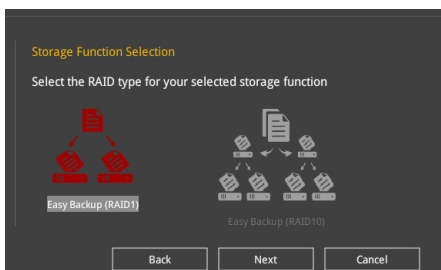 Storage Function Selection
Select the RAID type for your selected storage function
Easy Backup (RAID1)
Easy Backup (RAID10)
Back
Next
Cancel